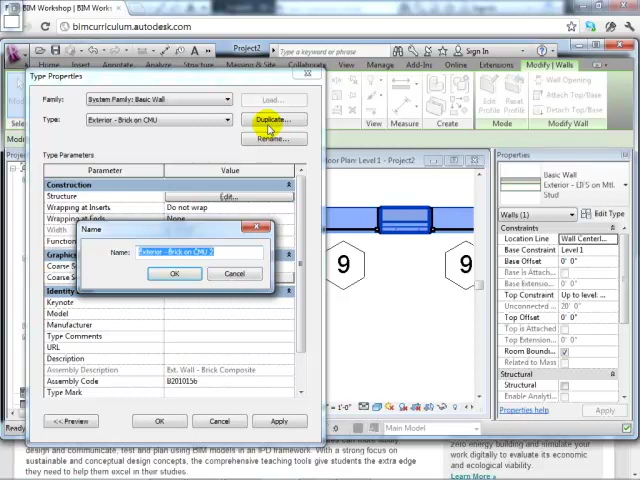 BIM Workshop | BIM Works
bimcurriculum.autodesk.com
Project2
Type a keyword or phrase
Sign In
Structure
Massing & Site
Collaborate
View
Manage
Add-Ins
Online
Extensions
Modify | Walls
Edit Profile
Reset Profile
Wall Opening
Attach Top/Base
Detach Top/Base
View
Measure
Create
Mode
Modify Wall
Type Properties
Family:
System Family: Basic Wall
Load...
Type:
Exterior - Brick on CMU
Duplicate...
Rename...
Type Parameters
Parameter
Value
Construction
Structure
Edit...
Wrapping at Inserts
Do not wrap
Wrapping at Ends
None
Width
Function
Name
Name:
Exterior - Brick on CMU 2
OK
Cancel
Graphics
Coarse S
Coarse S
Identity
Keynote
Model
Manufacturer
Type Comments
URL
Description
Assembly Description
Ext. Wall - Brick Composite
Assembly Code
B2010156
Type Mark
<< Preview
OK
Cancel
Apply
Floor Plan: Level 1 - Project2
9
9
= 1'-0"
Main Model
Properties
Basic Wall
Exterior - EIFS on Mtl. Stud
Walls (1)
Edit Type
Constraints
Location Line
Wall Centerl...
Base Constraint
Level 1
Base Offset
0' 0"
Base is Attach...
Base Extensio...
Top Constraint
Up to level: ...
Unconnected ...
20' 0"
Top Offset
0' 0"
Top is Attached
Top Extension...
Room Boundi...
Related to Mass
Structural
Structural
Enable Analyti...
Properties help
Apply
Ready
design, communicate, test and plan using BIM models in an IPD framework. With a strong focus on
sustainable and conceptual design concepts, the comprehensive teaching tools give students the extra edge
they need to help them excel in their studies.
zero energy building and simulate your
work to evaluate its economic
and ecological viability.
Learn More »